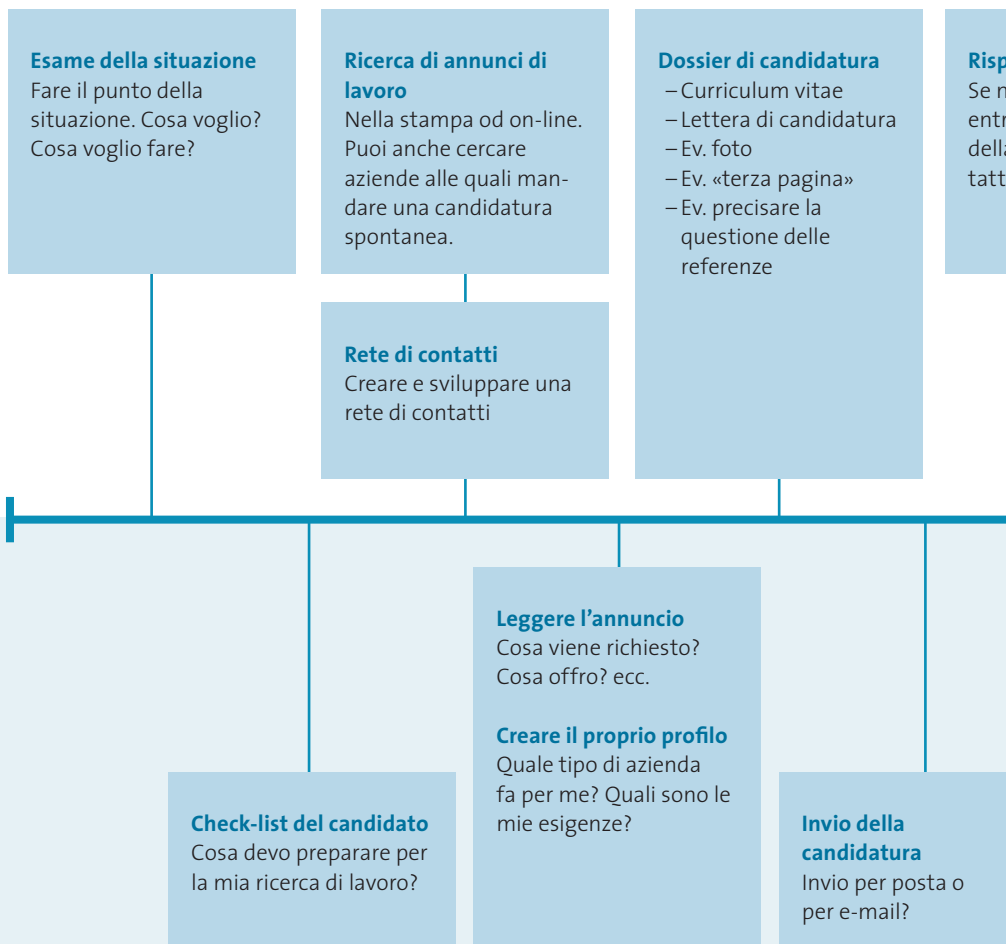 Esame della situazione
Fare il punto della
situazione. Cosa voglio?
Cosa voglio fare?
Ricerca di annunci di
lavoro
Nella stampa od on-line.
Puoi anche cercare
aziende alle quali man-
dare una candidatura
spontanea.
Rete di contatti
Creare e sviluppare una
rete di contatti
Dossier di candidatura
– Curriculum vitae
– Lettera di candidatura
– Ev. foto
– Ev. «terza pagina»
– Ev. precisare la
questione delle
referenze
Risp
Se n
entr
della
tatt
Check-list del candidato
Cosa devo preparare per
la mia ricerca di lavoro?
Leggere l’annuncio
Cosa viene richiesto?
Cosa offro? ecc.
Creare il proprio profilo
Quale tipo di azienda
fa per me? Quali sono le
mie esigenze?
Invio della
candidatura
Invio per posta o
per e-mail?